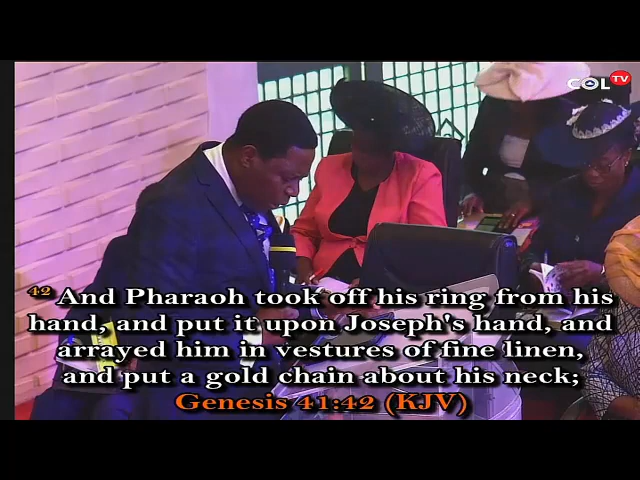 COL TV
42 And Pharaoh took off his ring from his
hand, and put it upon Joseph's hand, and
arrayed him in vestures of fine linen,
and put a gold chain about his neck;
Genesis 41:42 (KJV)